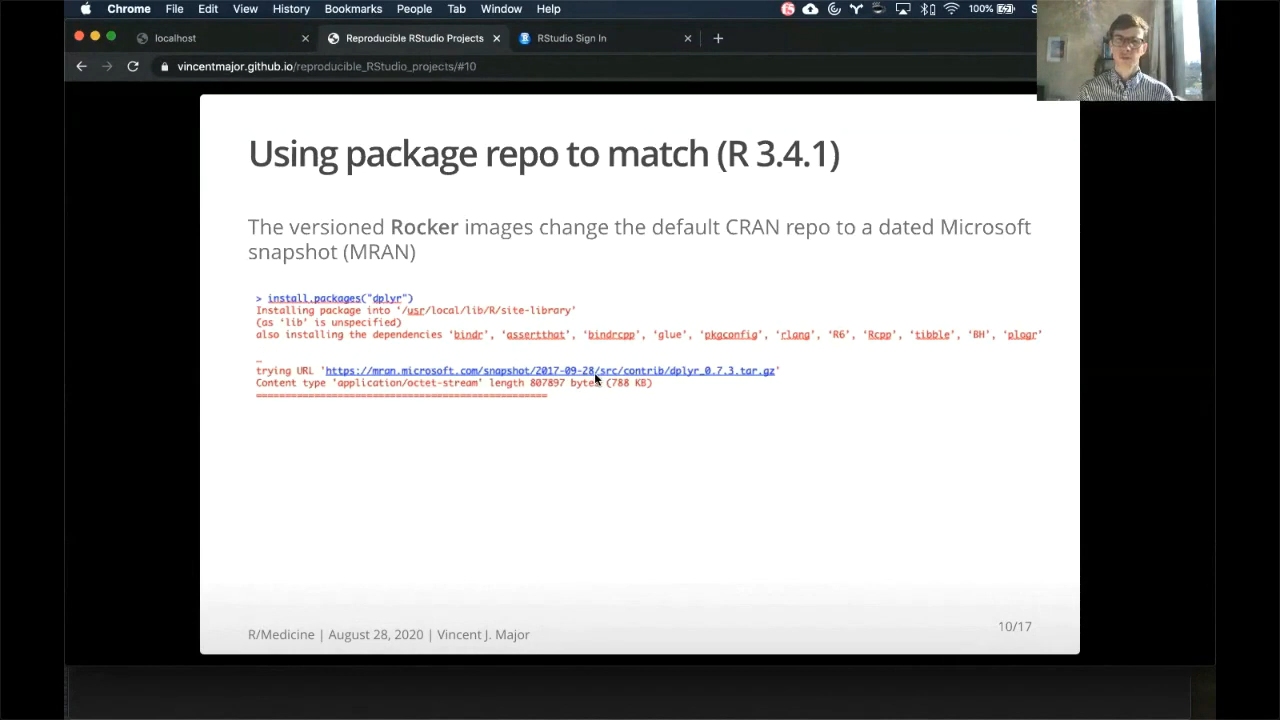 Chrome File Edit View History Bookmarks People Tab Window Help 100% S
localhost Reproducible RStudio Projects RStudio Sign In
vincentmajor.github.io/reproducible_RStudio_projects/#10
Using package repo to match (R 3.4.1)
The versioned Rocker images change the default CRAN repo to a dated Microsoft
snapshot (MRAN)
> install.packages("dplyr")
Installing package into ‘/usr/local/lib/R/site-library’
(as ‘lib’ is unspecified)
also installing the dependencies ‘bindr’, ‘assertthat’, ‘bindrcpp’, ‘glue’, ‘pkgconfig’, ‘rlang’, ‘R6’, ‘Rcpp’, ‘tibble’, ‘BH’, ‘plogr’
…
trying URL 'https://mran.microsoft.com/snapshot/2017-09-28/src/contrib/dplyr_0.7.3.tar.gz'
Content type 'application/octet-stream' length 807897 bytes (788 KB)
==================================================
R/Medicine | August 28, 2020 | Vincent J. Major
10/17